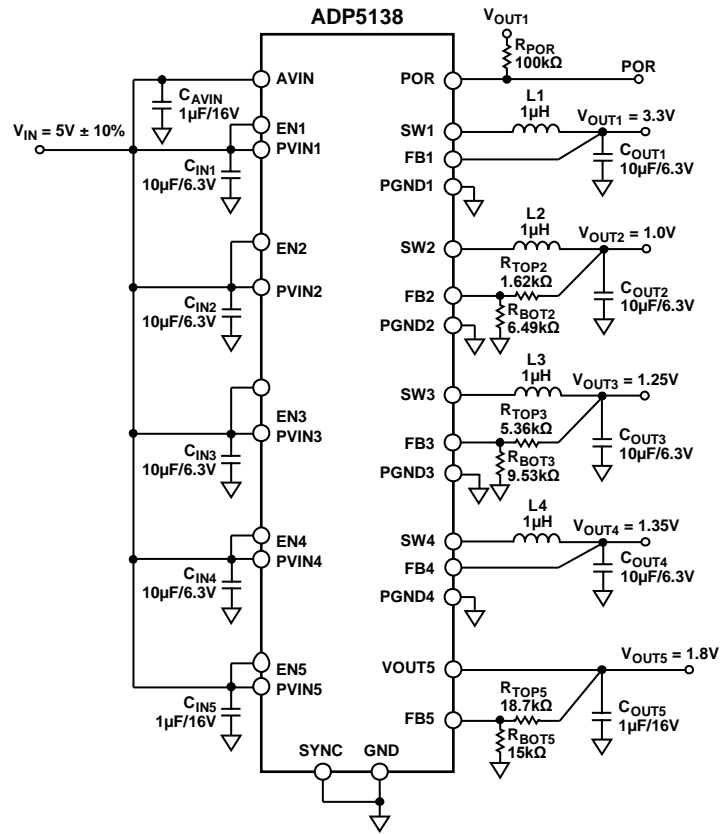 ADP5138
VOUT1
RPOR
100kΩ
AVIN
POR
POR
CAVIN
1µF/16V
L1
1µH
VOUT1 = 3.3V
VIN = 5V ± 10%
EN1
SW1
PVIN1
FB1
CIN1
10µF/6.3V
COUT1
10µF/6.3V
PGND1
L2
1µH
VOUT2 = 1.0V
EN2
SW2
RTOP2
1.62kΩ
PVIN2
FB2
CIN2
10µF/6.3V
COUT2
10µF/6.3V
RBOT2
6.49kΩ
PGND2
L3
1µH
VOUT3 = 1.25V
SW3
EN3
RTOP3
5.36kΩ
PVIN3
FB3
CIN3
10µF/6.3V
COUT3
10µF/6.3V
RBOT3
9.53kΩ
PGND3
L4
1µH
VOUT4 = 1.35V
EN4
SW4
PVIN4
FB4
CIN4
10µF/6.3V
COUT4
10µF/6.3V
PGND4
VOUT5 = 1.8V
EN5
VOUT5
PVIN5
RTOP5
18.7kΩ
CIN5
1µF/16V
FB5
COUT5
1µF/16V
RBOT5
15kΩ
SYNC
GND